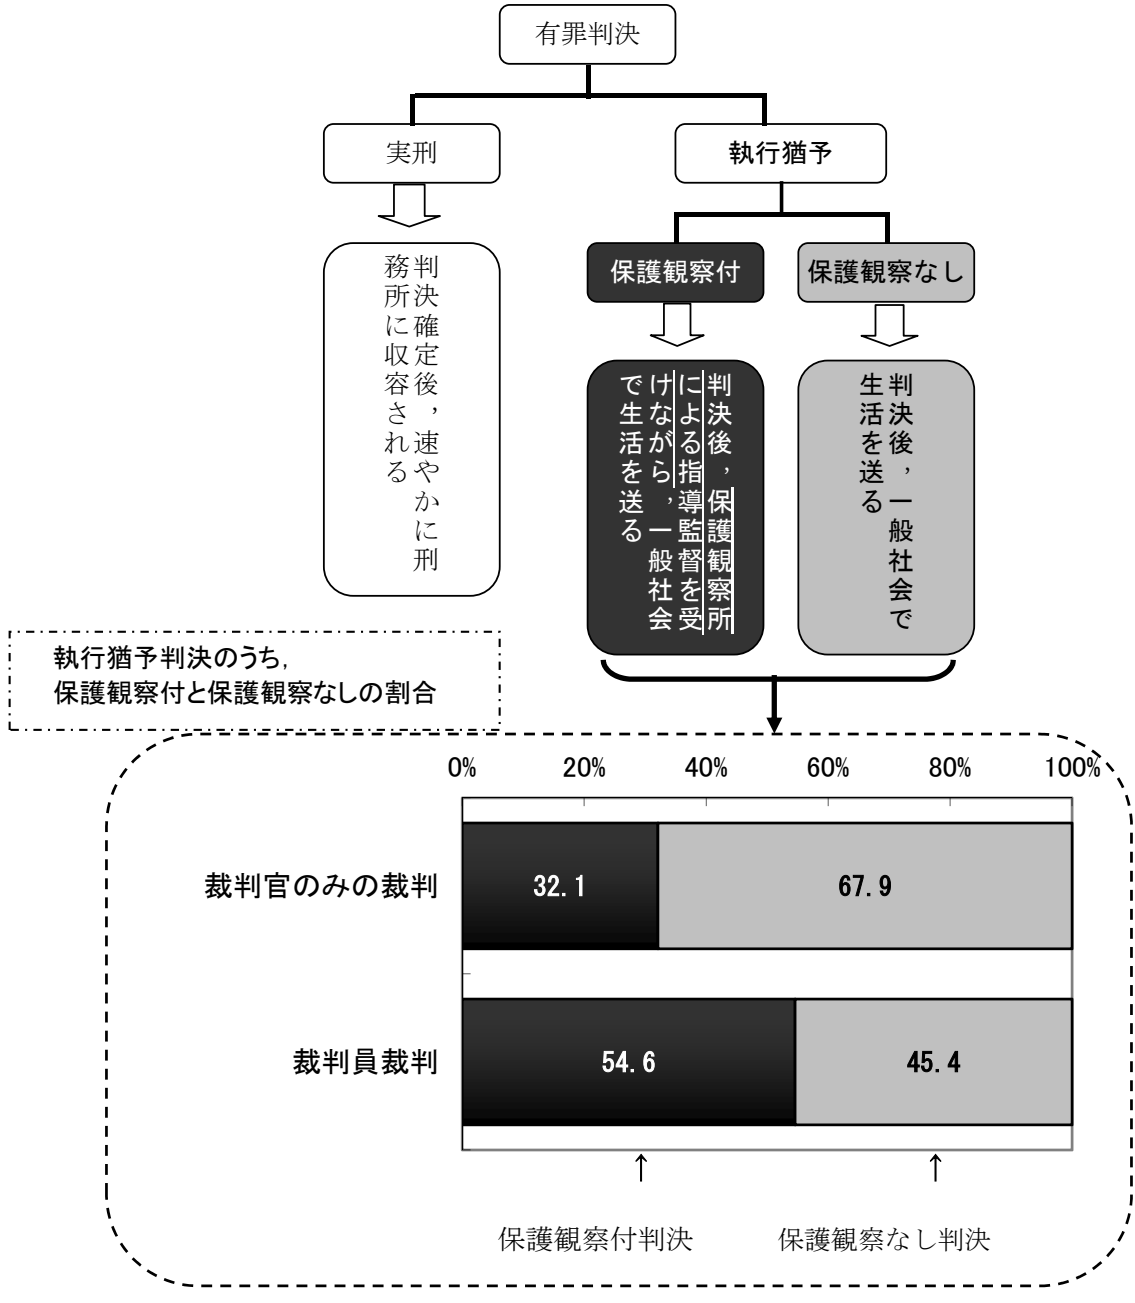 有罪判決
実刑
執行猶予
保護観察付
保護観察なし
判決確定後，速やかに刑
務所に収容される
判決後，保護観察所
による指導監督を受
けながら，一般社会
で生活を送る
判決後，一般社会で
生活を送る
執行猶予判決のうち，
保護観察付と保護観察なしの割合
0% 20% 40% 60% 80% 100%
裁判官のみの裁判 32.1 67.9
裁判員裁判 54.6 45.4
↑ ↑
保護観察付判決 保護観察なし判決